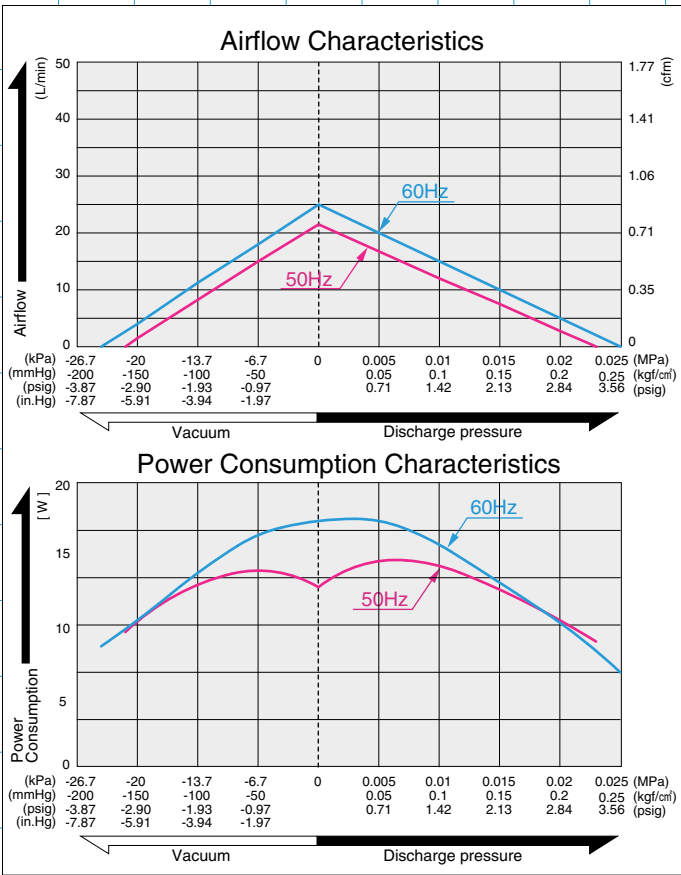 Airflow Characteristics
(L/min)
50
40
30
20
10
0
Airflow
1.77
1.41
1.06
0.71
0.35
0
(cfm)
60Hz
50Hz
(kPa) -26.7 -20 -13.7 -6.7 0 0.005 0.01 0.015 0.02 0.025 (MPa)
(mmHg) -200 -150 -100 -50 0.05 0.1 0.15 0.2 0.25 (kgf/c㎡)
(psig) -3.87 -2.90 -1.93 -0.97 0.71 1.42 2.13 2.84 3.56 (psig)
(in.Hg) -7.87 -5.91 -3.94 -1.97
Vacuum Discharge pressure
Power Consumption Characteristics
[ W ]
20
15
10
5
0
Power
Consumption
60Hz
50Hz
(kPa) -26.7 -20 -13.7 -6.7 0 0.005 0.01 0.015 0.02 0.025 (MPa)
(mmHg) -200 -150 -100 -50 0.05 0.1 0.15 0.2 0.25 (kgf/c㎡)
(psig) -3.87 -2.90 -1.93 -0.97 0.71 1.42 2.13 2.84 3.56 (psig)
(in.Hg) -7.87 -5.91 -3.94 -1.97
Vacuum Discharge pressure